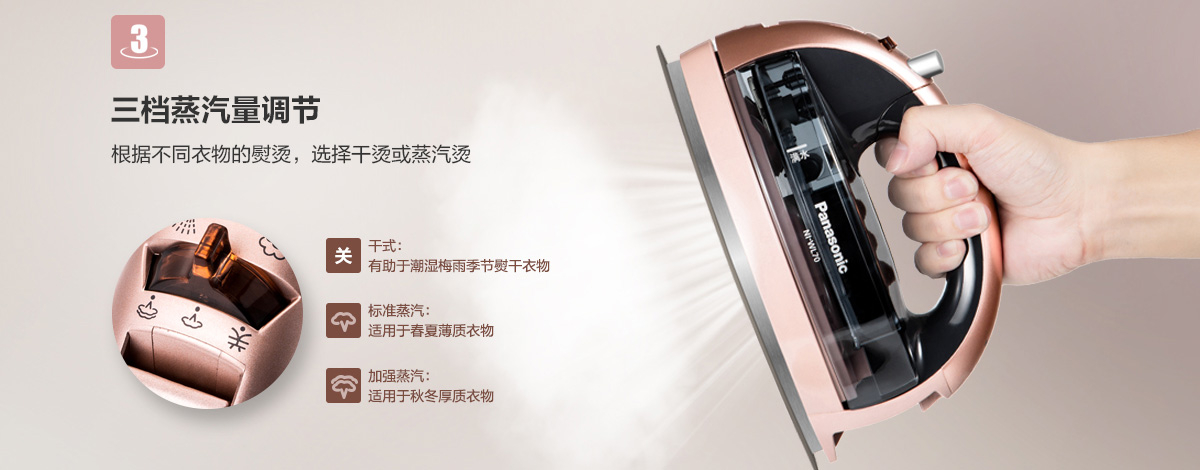 3
三档蒸汽量调节
根据不同衣物的熨烫，选择干烫或蒸汽烫
关
干式：
有助于潮湿梅雨季节熨干衣物
标准蒸汽：
适用于春夏薄质衣物
加强蒸汽：
适用于秋冬厚质衣物
关
满水
Panasonic
NI-WL70